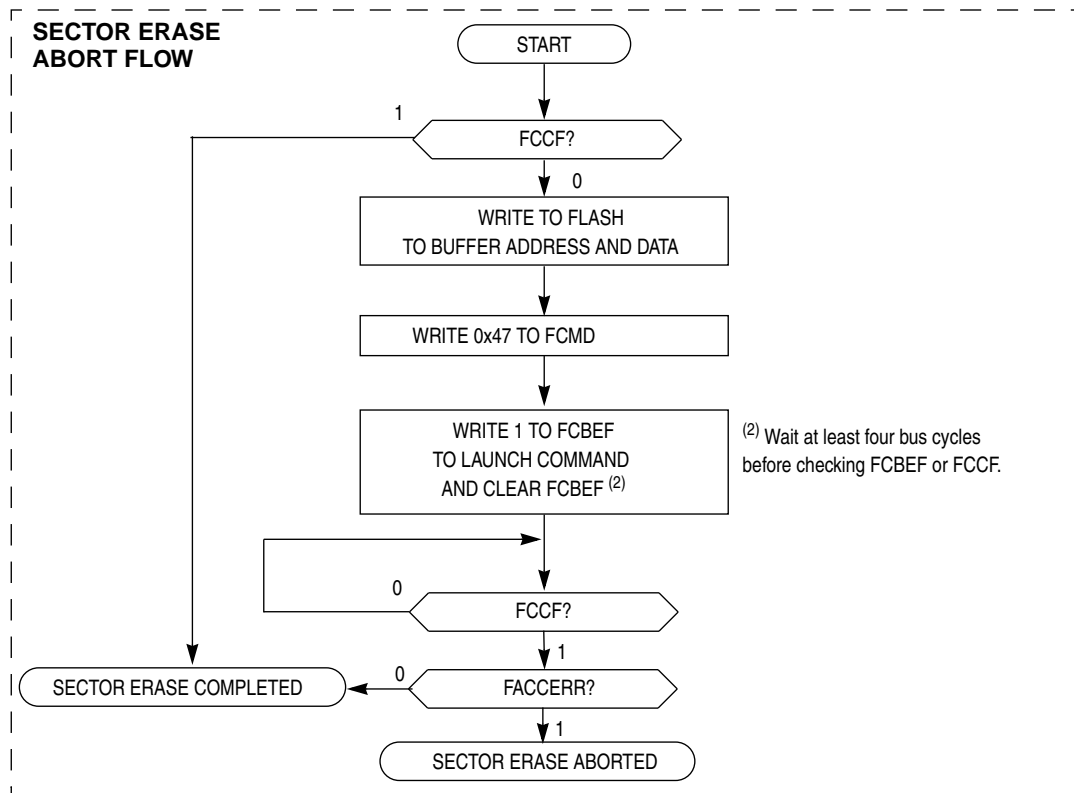 SECTOR ERASE
ABORT FLOW
START
1
FCCF?
0
WRITE TO FLASH
TO BUFFER ADDRESS AND DATA
WRITE 0x47 TO FCMD
WRITE 1 TO FCBEF
TO LAUNCH COMMAND
AND CLEAR FCBEF (2)
(2) Wait at least four bus cycles
before checking FCBEF or FCCF.
0
FCCF?
1
SECTOR ERASE COMPLETED
0
FACCERR?
1
SECTOR ERASE ABORTED